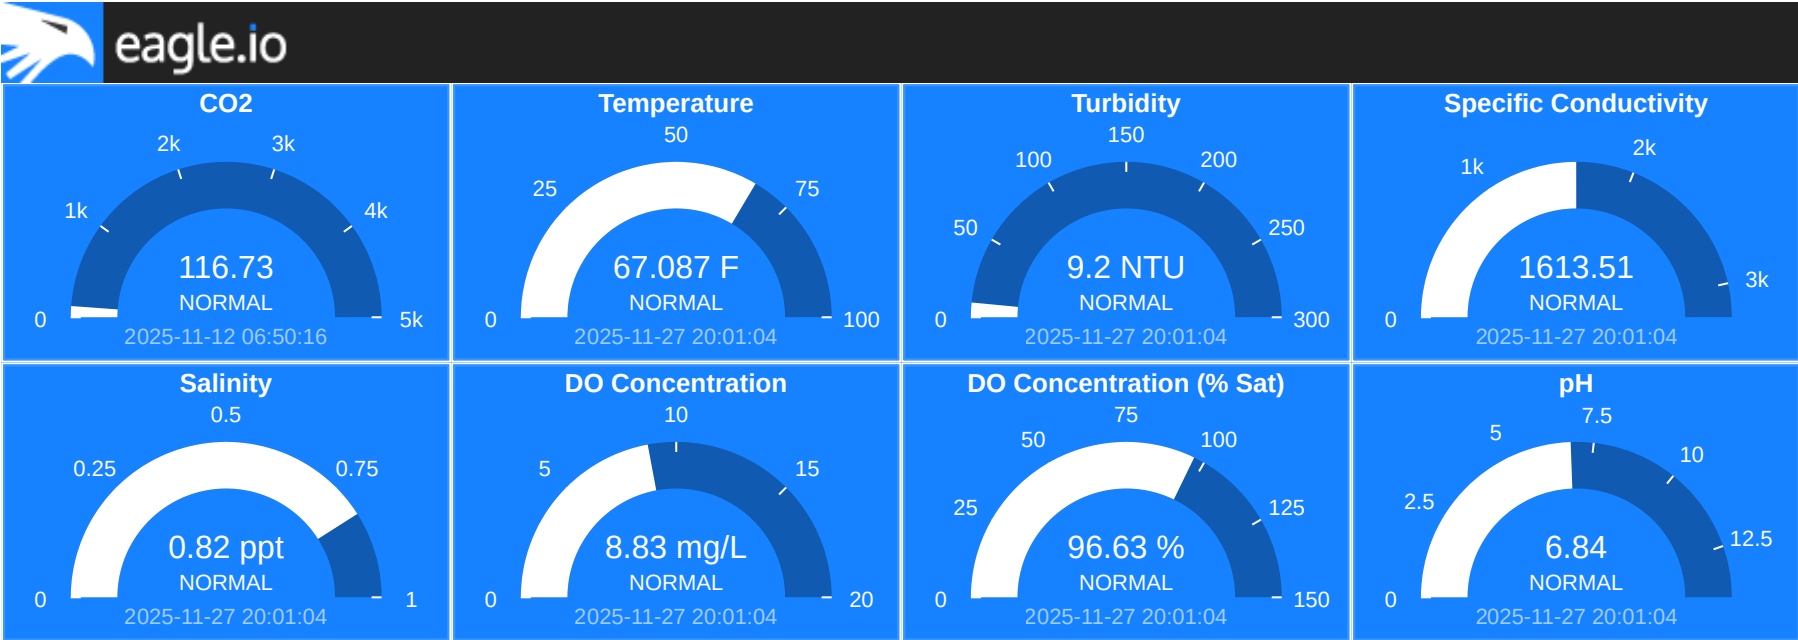 eagle.io
CO2
2k
3k
1k
4k
116.73
NORMAL
0
5k
2025-11-12 06:50:16
Temperature
50
25
75
67.087 F
NORMAL
0
100
2025-11-27 20:01:04
Turbidity
150
100
200
50
250
9.2 NTU
NORMAL
0
300
2025-11-27 20:01:04
Specific Conductivity
2k
1k
1613.51
3k
NORMAL
0
2025-11-27 20:01:04
Salinity
0.5
0.25
0.75
0.82 ppt
NORMAL
0
1
2025-11-27 20:01:04
DO Concentration
10
5
15
8.83 mg/L
NORMAL
0
20
2025-11-27 20:01:04
DO Concentration (% Sat)
75
50
100
25
125
96.63 %
NORMAL
0
150
2025-11-27 20:01:04
pH
7.5
5
10
2.5
12.5
6.84
NORMAL
0
2025-11-27 20:01:04